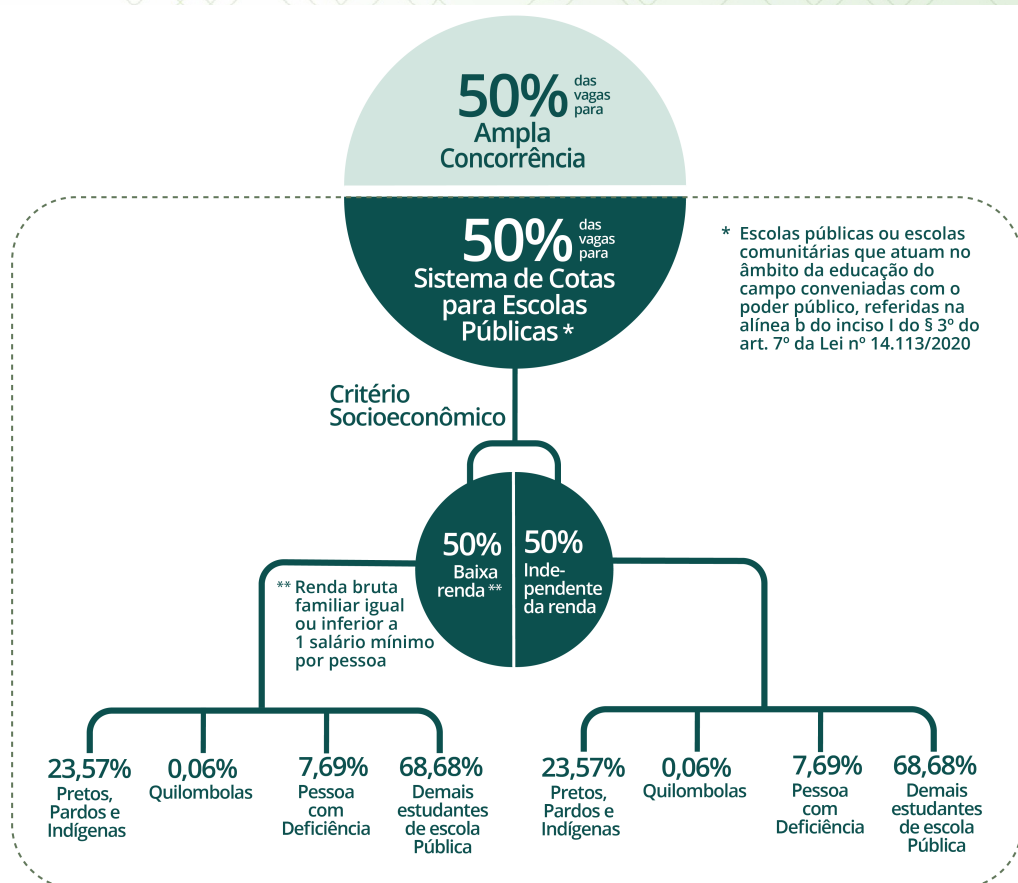 50% das
vagas
para
Ampla
Concorrência
50% das
vagas
para
Sistema de Cotas
para Escolas
Públicas *
* Escolas públicas ou escolas
comunitárias que atuam no
âmbito da educação do
campo conveniadas com o
poder público, referidas na
alínea b do inciso I do § 3º do
art. 7º da Lei nº 14.113/2020
Critério
Socioeconômico
50%
Baixa
renda **
50%
Inde-
pendente
da renda
** Renda bruta
familiar igual
ou inferior a
1 salário mínimo
por pessoa
23,57%
Pretos,
Pardos e
Indígenas
0,06%
Quilombolas
7,69%
Pessoa
com
Deficiência
68,68%
Demais
estudantes
de escola
Pública
23,57%
Pretos,
Pardos e
Indígenas
0,06%
Quilombolas
7,69%
Pessoa
com
Deficiência
68,68%
Demais
estudantes
de escola
Pública